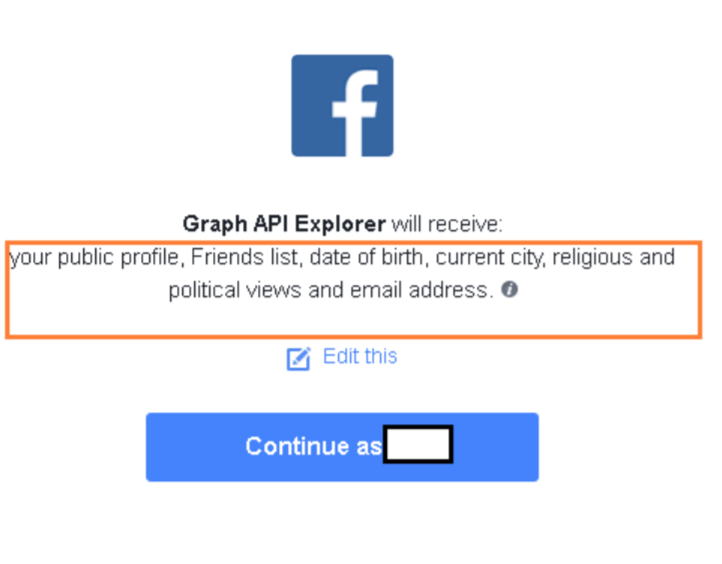 f
Graph API Explorer will receive:
your public profile, Friends list, date of birth, current city, religious and
political views and email address. i
Edit this
Continue as